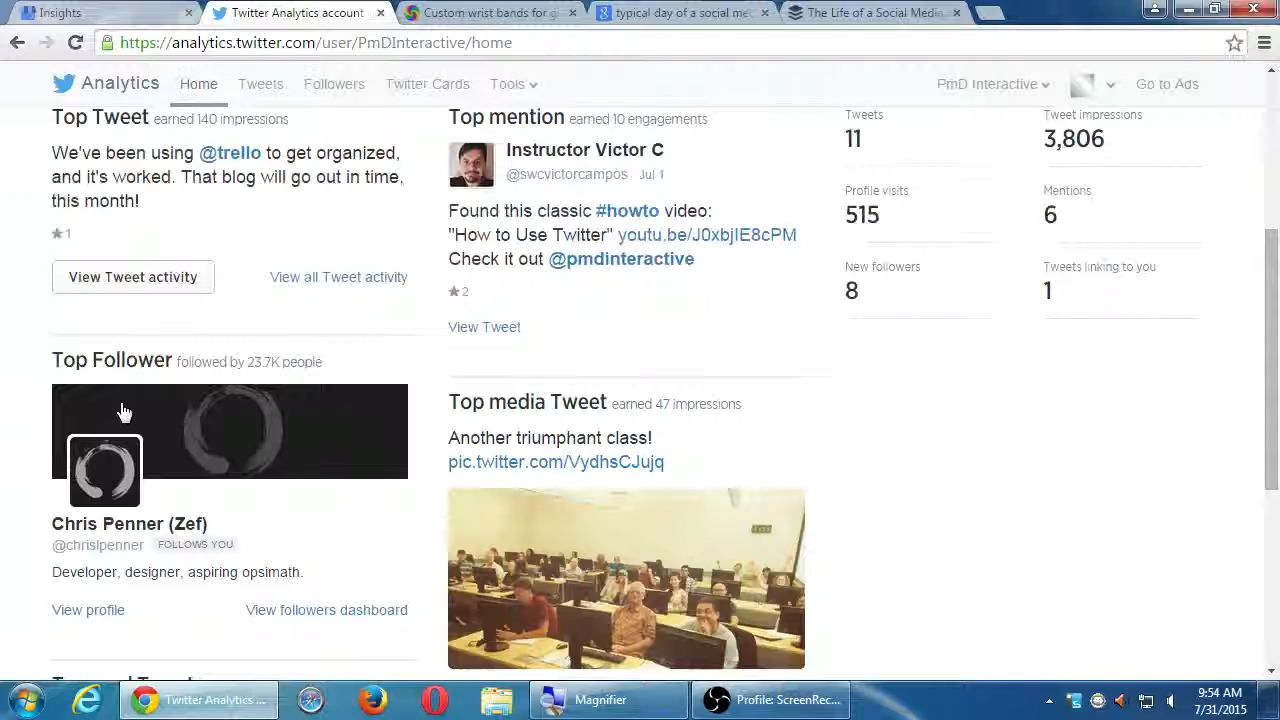 Insights
Twitter Analytics account
Custom wrist bands for g
typical day of a social me
The Life of a Social Media
https://analytics.twitter.com/user/PmDInteractive/home
Analytics
Home
Tweets
Followers
Twitter Cards
Tools
PmD Interactive
Go to Ads
Top Tweet earned 140 impressions
We've been using @trello to get organized,
and it's worked. That blog will go out in time,
this month!
1
View Tweet activity
View all Tweet activity
Top Follower followed by 23.7K people
Chris Penner (Zef)
@chrislpenner FOLLOWS YOU
Developer, designer, aspiring opsimath.
View profile
View followers dashboard
Top mention earned 10 engagements
Instructor Victor C
@swcvictorcampos Jul 1
Found this classic #howto video:
"How to Use Twitter" youtu.be/J0xbjIE8cPM
Check it out @pmdinteractive
2
View Tweet
Top media Tweet earned 47 impressions
Another triumphant class!
pic.twitter.com/VydhsCJujq
Tweets
11
Tweet impressions
3,806
Profile visits
515
Mentions
6
New followers
8
Tweets linking to you
1
Twitter Analytics ...
Magnifier
Profile: ScreenRec...
9:54 AM
7/31/2015